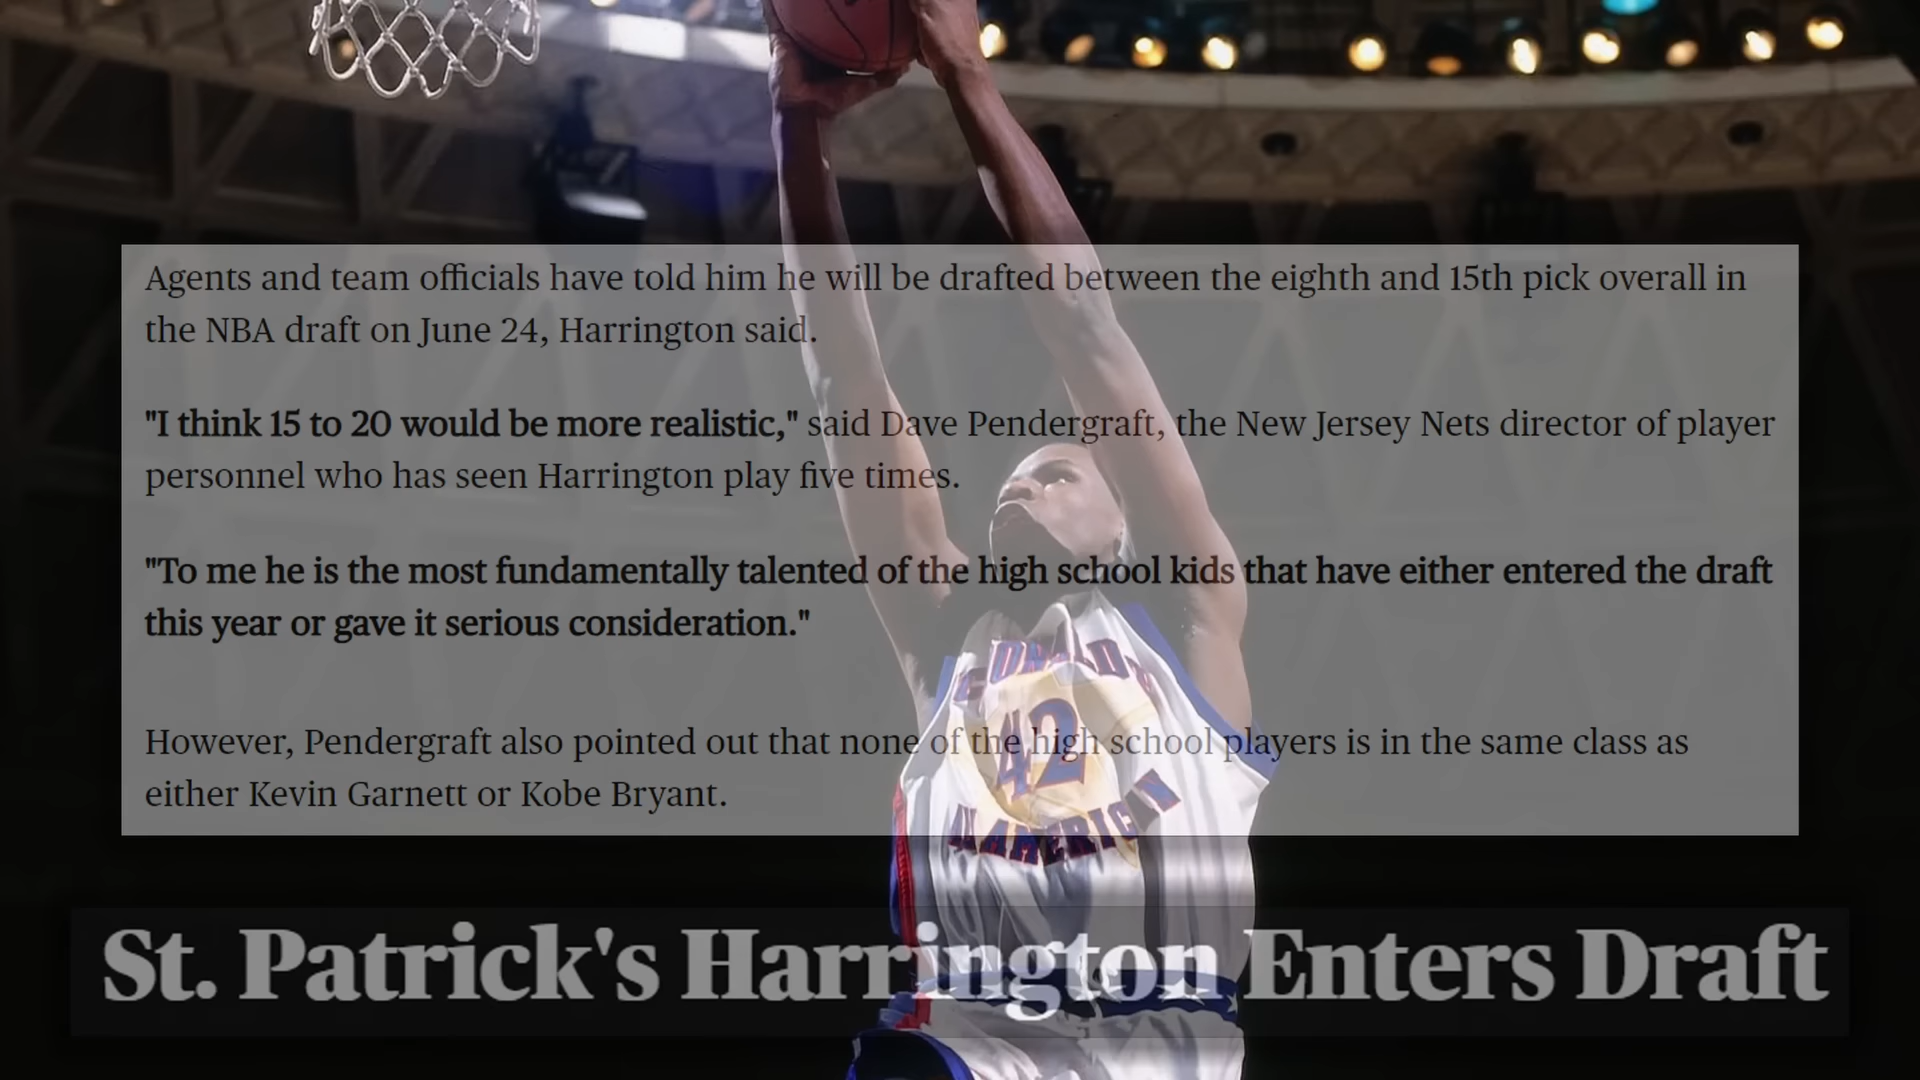 Agents and team officials have told him he will be drafted between the eighth and 15th pick overall in
the NBA draft on June 24, Harrington said.
"I think 15 to 20 would be more realistic," said Dave Pendergraft, the New Jersey Nets director of player
personnel who has seen Harrington play five times.
"To me he is the most fundamentally talented of the high school kids that have either entered the draft
this year or gave it serious consideration."
However, Pendergraft also pointed out that none of the high school players is in the same class as
either Kevin Garnett or Kobe Bryant.
McDONALD'S
42
ALL AMERICAN
St. Patrick's Harrington Enters Draft